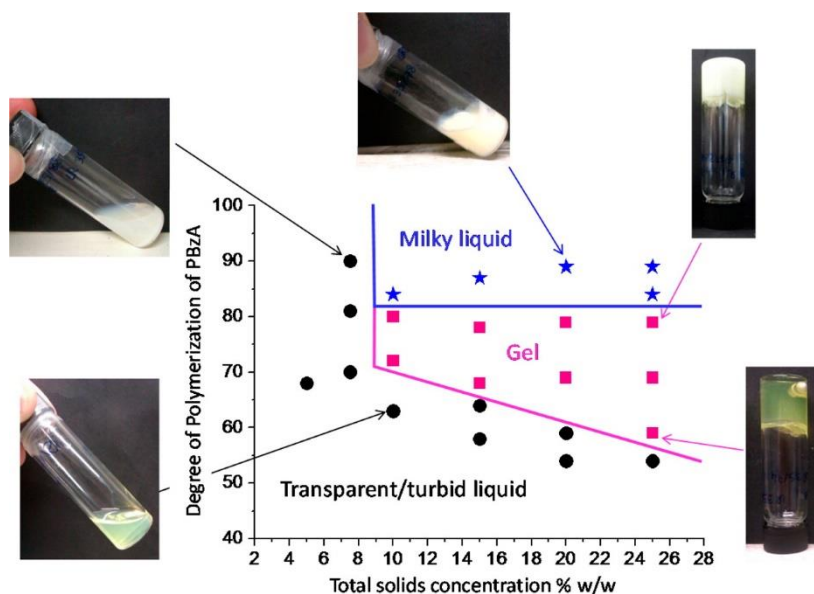 100
90
80
70
60
50
40
Degree of Polymerization of PBzA
Milky liquid
Gel
Transparent/turbid liquid
2 4 6 8 10 12 14 16 18 20 22 24 26 28
Total solids concentration % w/w